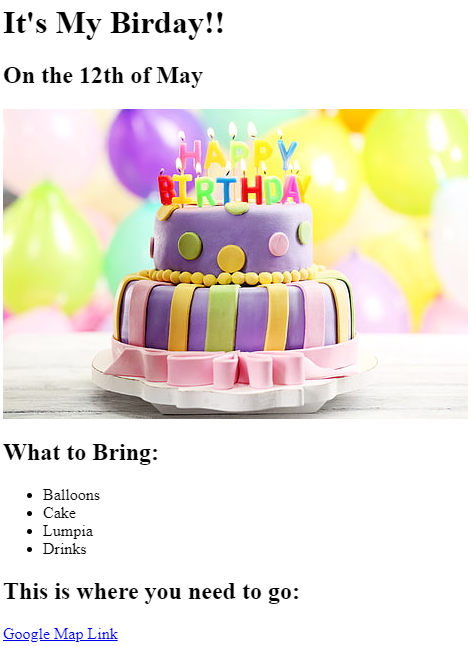 It's My Birday!!
On the 12th of May
HAPPY
BIRTHDAY
What to Bring:
Balloons
Cake
Lumpia
Drinks
This is where you need to go:
Google Map Link